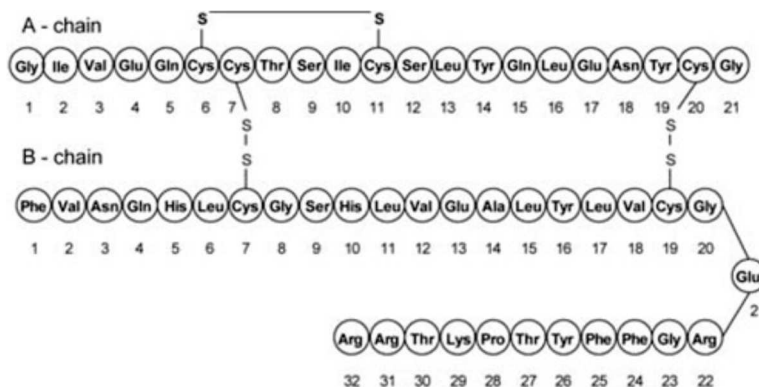 S S
A - chain
Gly Ile Val Glu Gln Cys Cys Thr Ser Ile Cys Ser Leu Tyr Gln Leu Glu Asn Tyr Cys Gly
1 2 3 4 5 6 7 8 9 10 11 12 13 14 15 16 17 18 19 20 21
S S
S S
B - chain
Phe Val Asn Gln His Leu Cys Gly Ser His Leu Val Glu Ala Leu Tyr Leu Val Cys Gly
1 2 3 4 5 6 7 8 9 10 11 12 13 14 15 16 17 18 19 20
Glu
2
Arg Arg Thr Lys Pro Thr Tyr Phe Phe Gly Arg
32 31 30 29 28 27 26 25 24 23 22